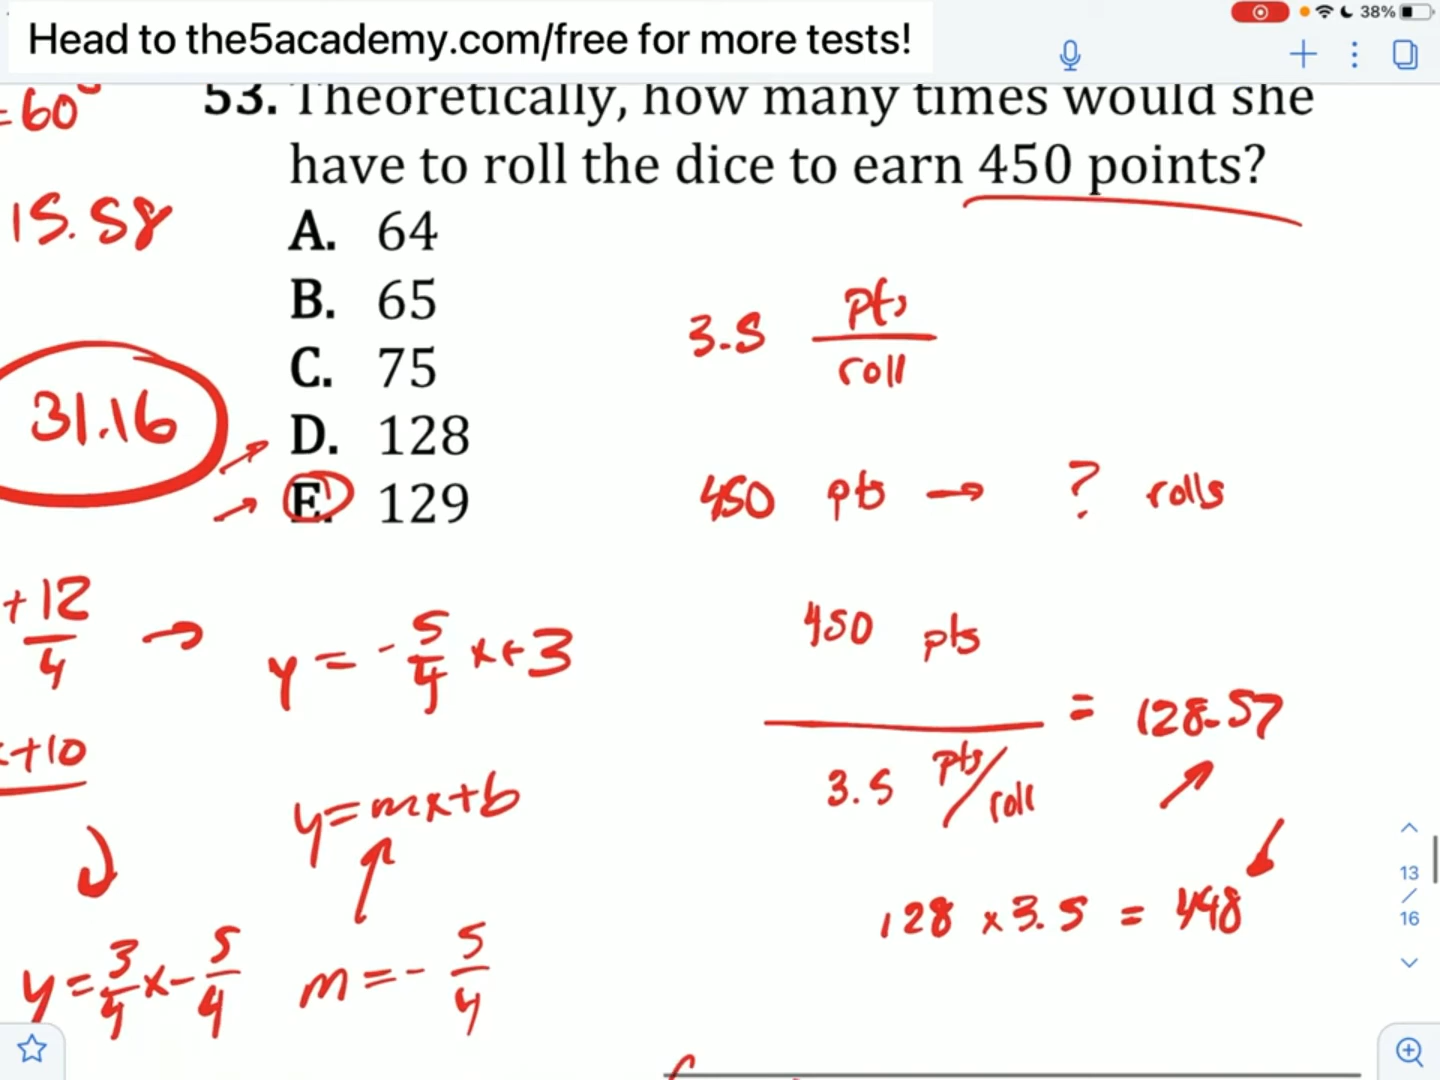 38%
Head to the5academy.com/free for more tests!
= 60°
15.58
31.16
53. Theoretically, how many times would she
have to roll the dice to earn 450 points?
A. 64
B. 65
C. 75
D. 128
E. 129
3.5 pts
roll
450 pts → ? rolls
450 pts
3.5 pts/roll
= 128.57
128 x 3.5 = 448
+ 12
4
→ y = - 5/4 x + 3
+10
y = mx + b
y = 3/4 x - 5/4
m = - 5/4
13
/
16